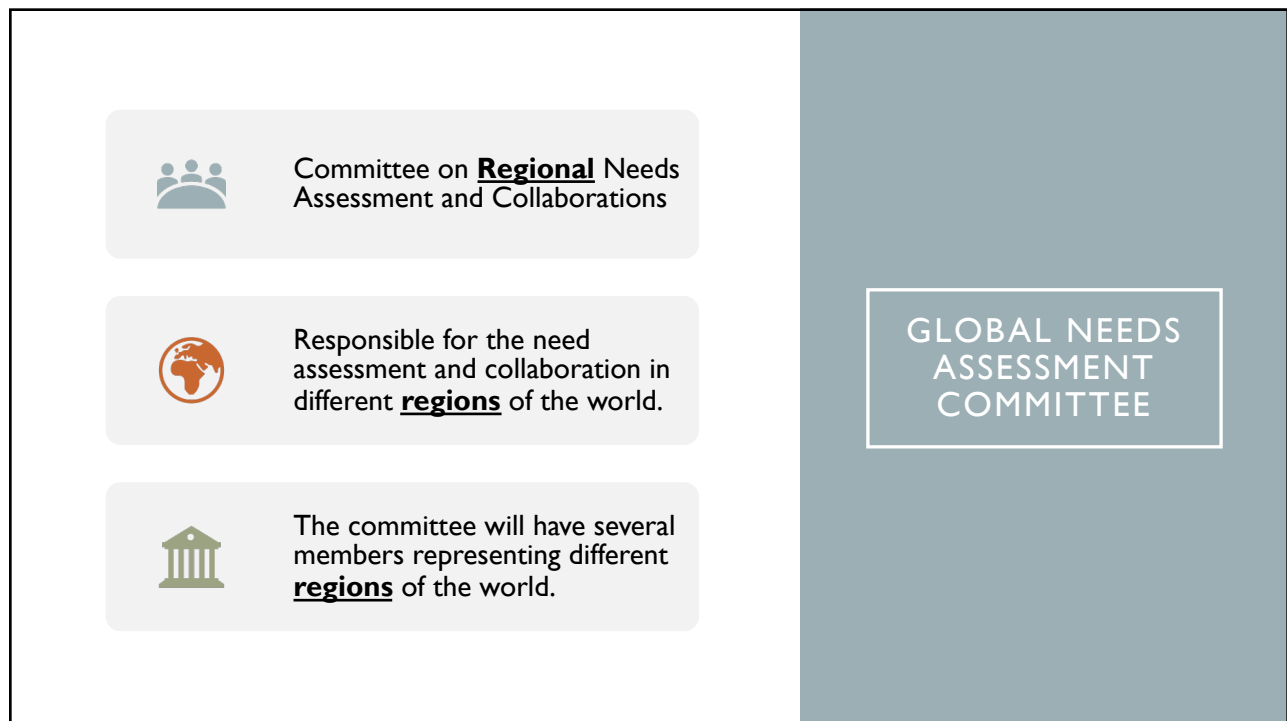 Committee on Regional Needs
Assessment and Collaborations
Responsible for the need
assessment and collaboration in
different regions of the world.
The committee will have several
members representing different
regions of the world.
GLOBAL NEEDS
ASSESSMENT
COMMITTEE